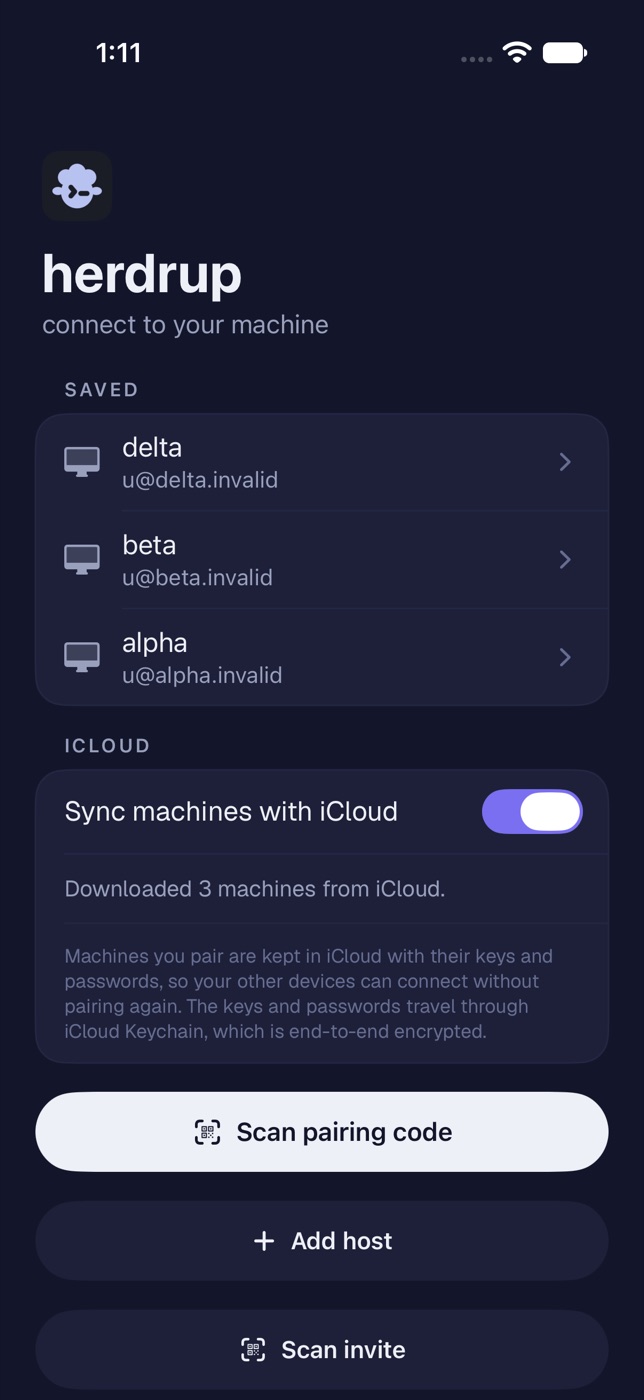 1:11
herdrup
connect to your machine
SAVED
delta
u@delta.invalid
beta
u@beta.invalid
alpha
u@alpha.invalid
ICLOUD
Sync machines with iCloud
Downloaded 3 machines from iCloud.
Machines you pair are kept in iCloud with their keys and
passwords, so your other devices can connect without
pairing again. The keys and passwords travel through
iCloud Keychain, which is end-to-end encrypted.
Scan pairing code
Add host
Scan invite